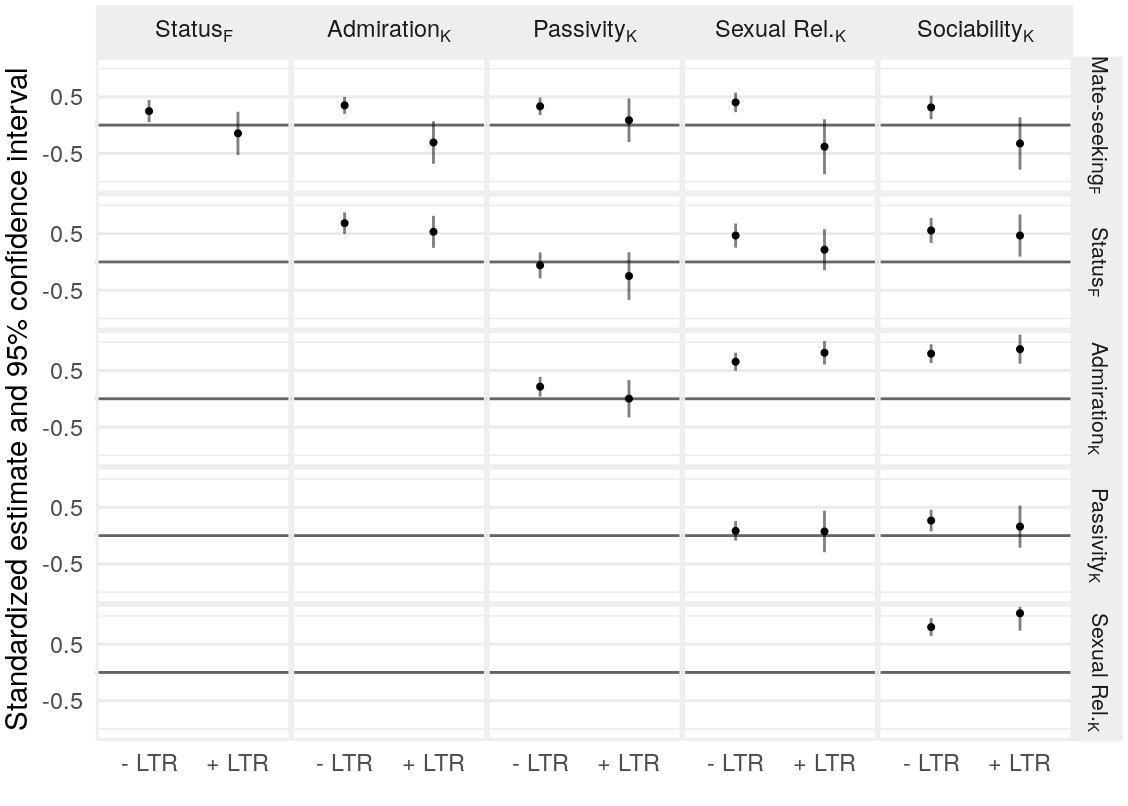 Status_F Admiration_K Passivity_K Sexual Rel._K Sociability_K
Standardized estimate and 95% confidence interval
0.5
-0.5
Mate-seeking_F
0.5
-0.5
Status_F
0.5
-0.5
Admiration_K
0.5
-0.5
Passivity_K
0.5
-0.5
Sexual Rel._K
- LTR + LTR - LTR + LTR - LTR + LTR - LTR + LTR - LTR + LTR